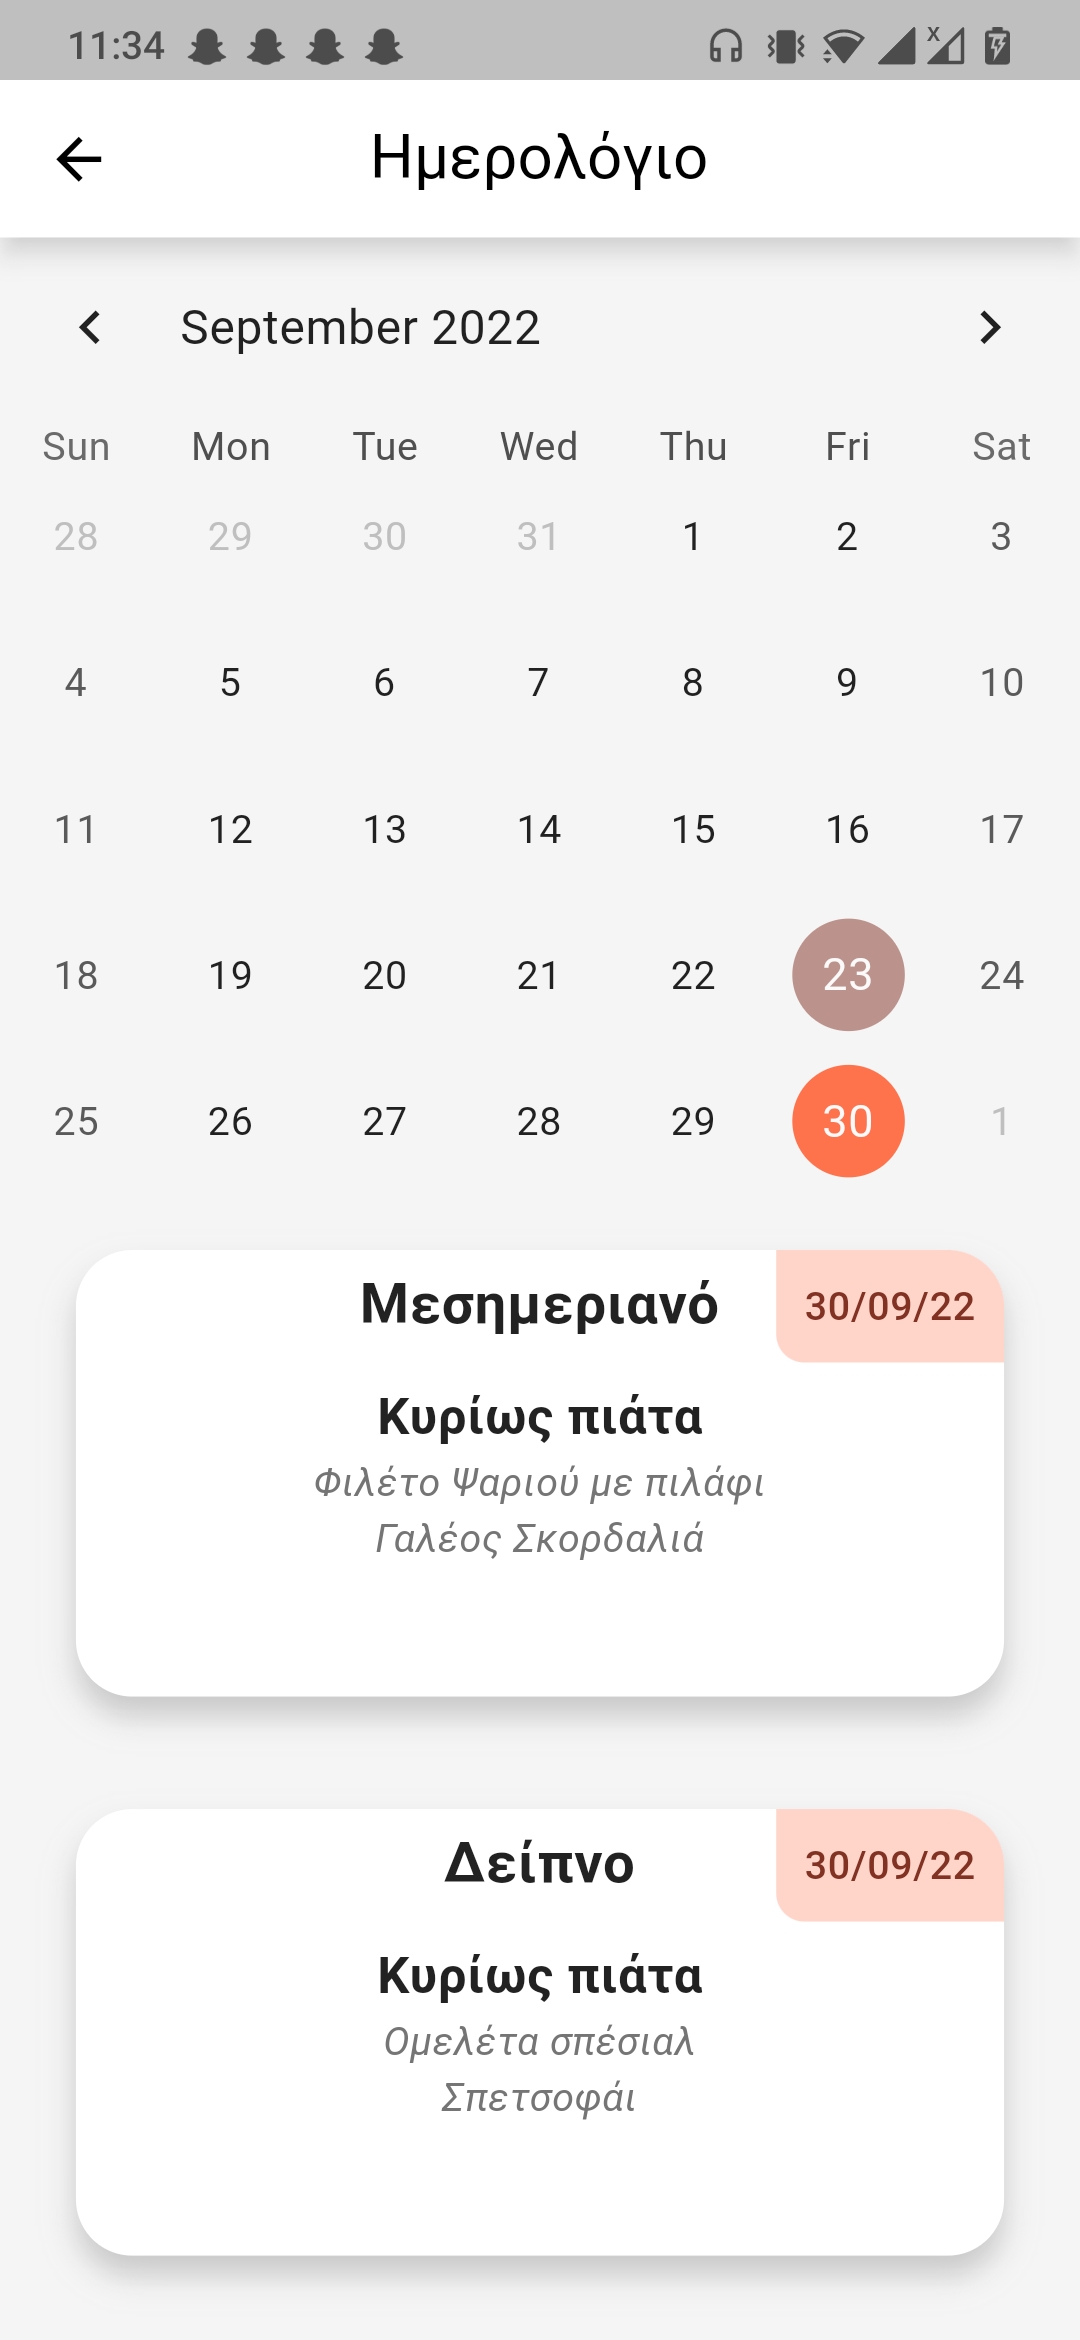 11:34
Ημερολόγιο
September 2022
Sun Mon Tue Wed Thu Fri Sat
28 29 30 31 1 2 3
4 5 6 7 8 9 10
11 12 13 14 15 16 17
18 19 20 21 22 23 24
25 26 27 28 29 30 1
Μεσημεριανό 30/09/22
Κυρίως πιάτα
Φιλέτο Ψαριού με πιλάφι
Γαλέος Σκορδαλιά
Δείπνο 30/09/22
Κυρίως πιάτα
Ομελέτα σπέσιαλ
Σπετσοφάι